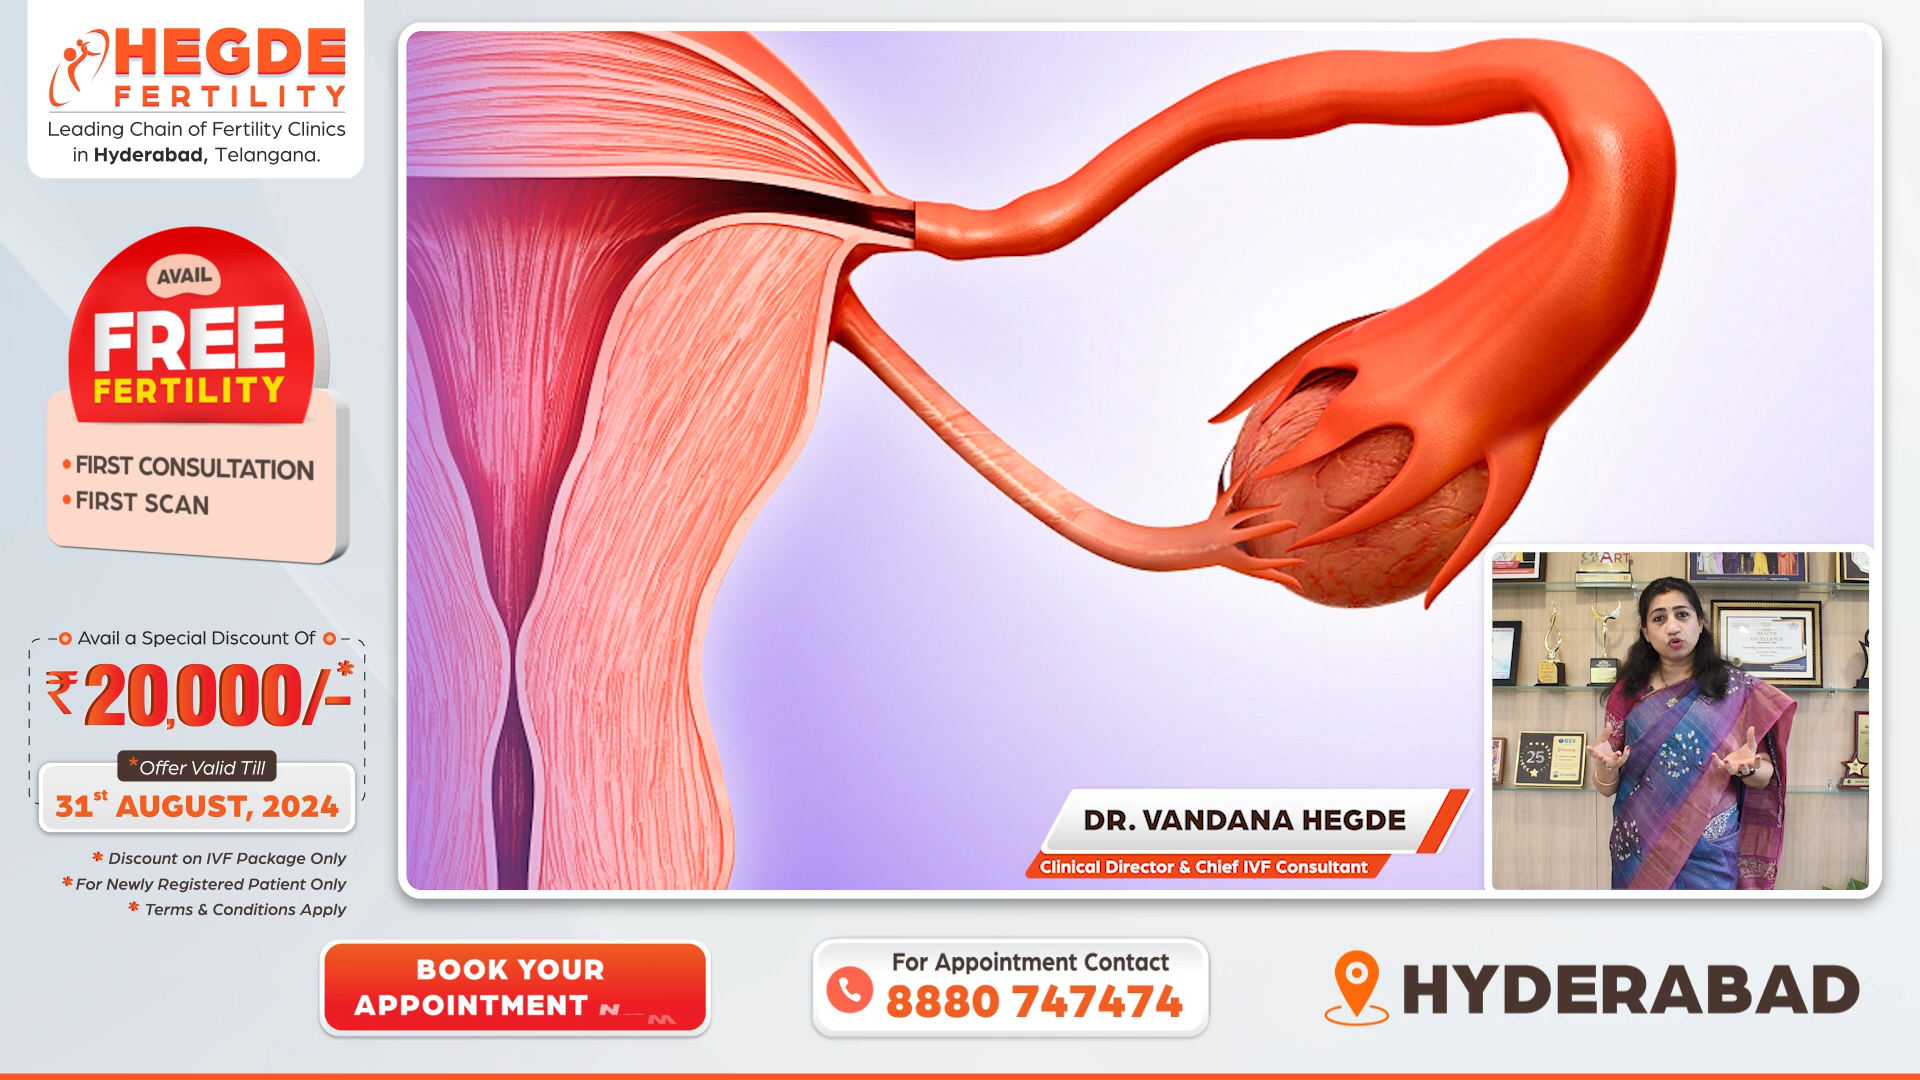 HEGDE
FERTILITY
Leading Chain of Fertility Clinics
in Hyderabad, Telangana.
AVAIL
FREE
FERTILITY
• FIRST CONSULTATION
• FIRST SCAN
Avail a Special Discount Of
₹20,000/-*
*Offer Valid Till
31st AUGUST, 2024
* Discount on IVF Package Only
* For Newly Registered Patient Only
* Terms & Conditions Apply
DR. VANDANA HEGDE
Clinical Director & Chief IVF Consultant
ART
25
BSV
BOOK YOUR
APPOINTMENT
For Appointment Contact
8880 747474
HYDERABAD